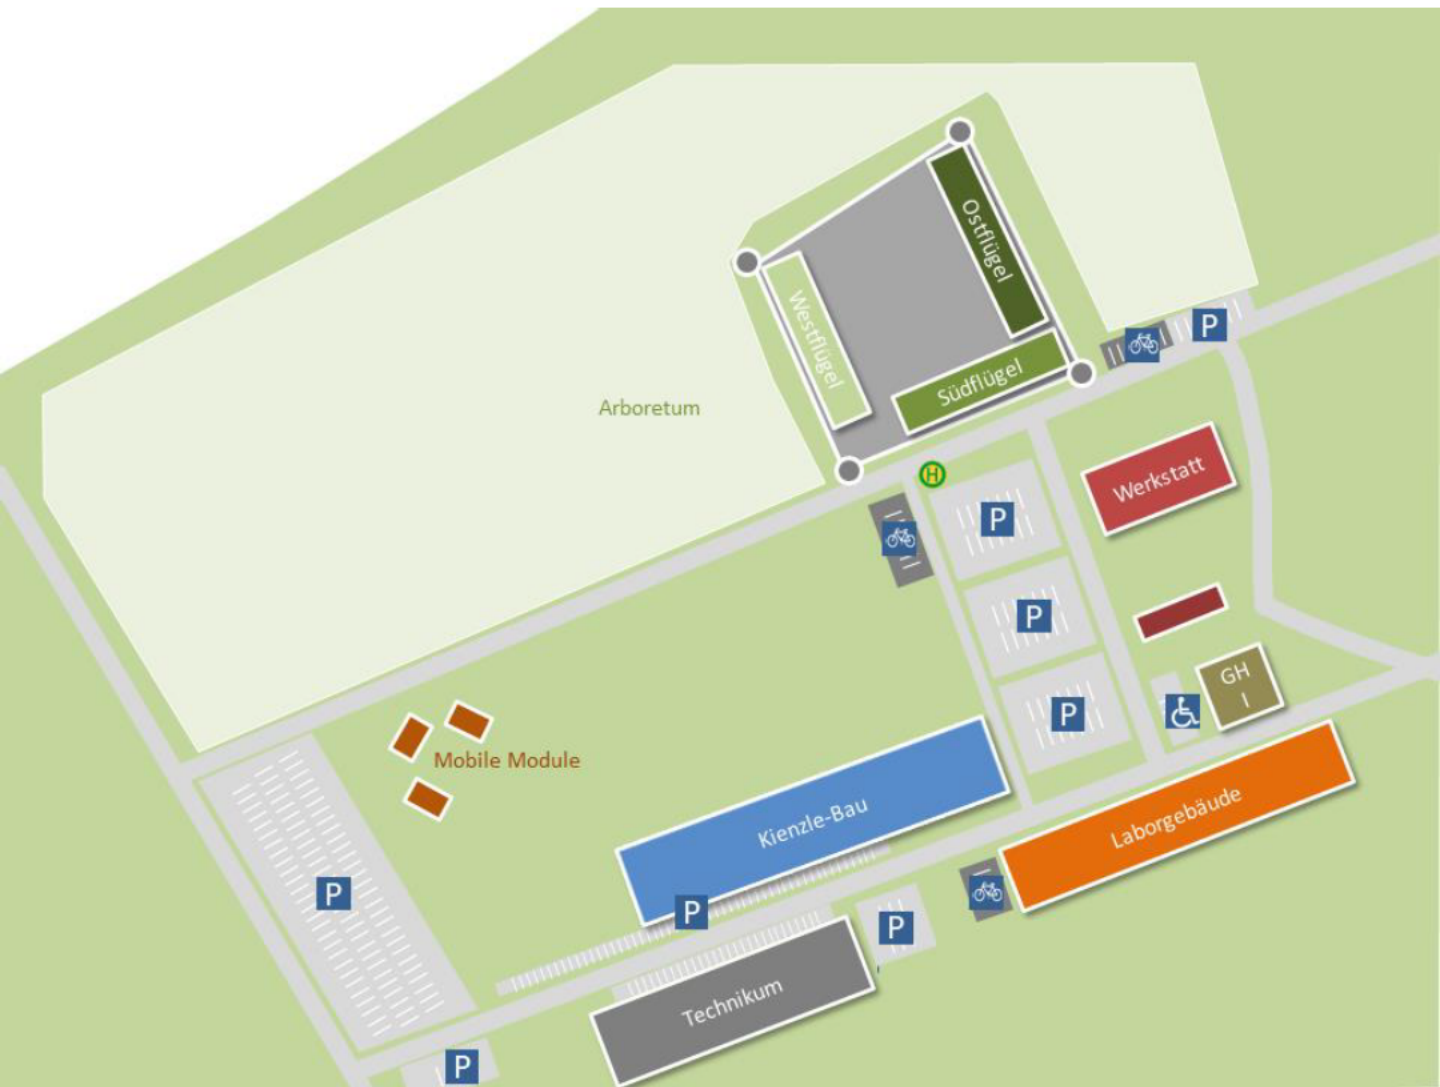 Ostflügel
Westflügel
P
Südflügel
Arboretum
H
Werkstatt
P
P
GH
I
P
Mobile Module
Kienzle-Bau
Laborgebäude
P
P
P
Technikum
P